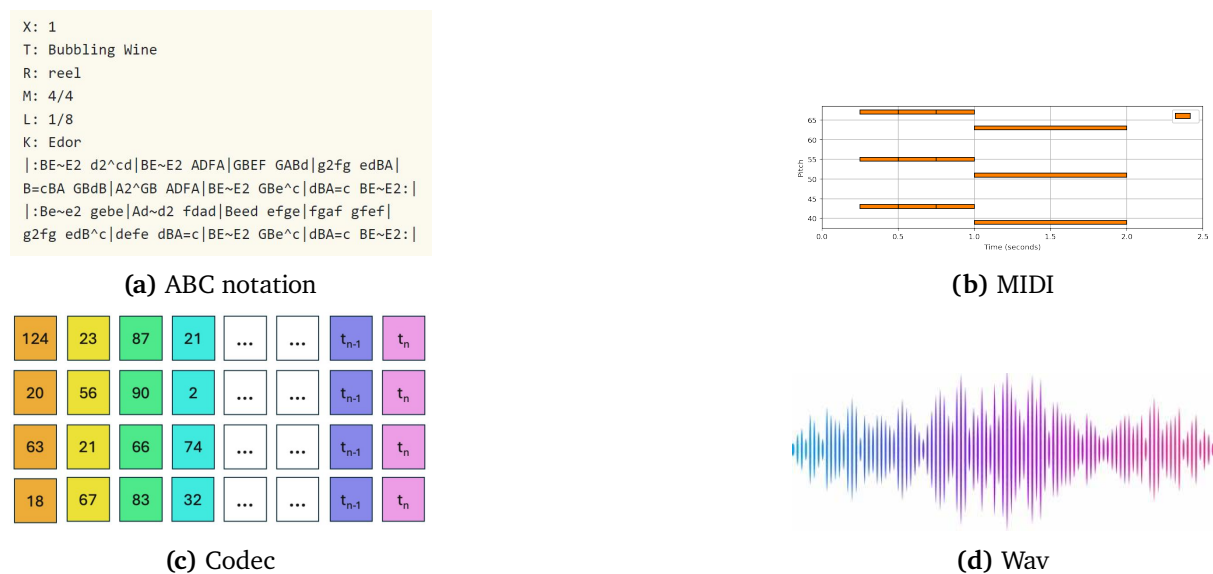 X: 1
T: Bubbling Wine
R: reel
M: 4/4
L: 1/8
K: Edor
|:BE~E2 d2^cd|BE~E2 ADFA|GBEF GABd|g2fg edBA|
B=cBA GBdB|A2^GB ADFA|BE~E2 GBe^c|dBA=c BE~E2:|
|:Be~e2 gebe|Ad~d2 fdad|Beed efge|fgaf gfef|
g2fg edB^c|defe dBA=c|BE~E2 GBe^c|dBA=c BE~E2:|
(a) ABC notation
Pitch
65
60
55
50
45
40
0.0 0.5 1.0 1.5 2.0 2.5
Time (seconds)
(b) MIDI
124 23 87 21 ... ... tn-1 tn
20 56 90 2 ... ... tn-1 tn
63 21 66 74 ... ... tn-1 tn
18 67 83 32 ... ... tn-1 tn
(c) Codec
(d) Wav